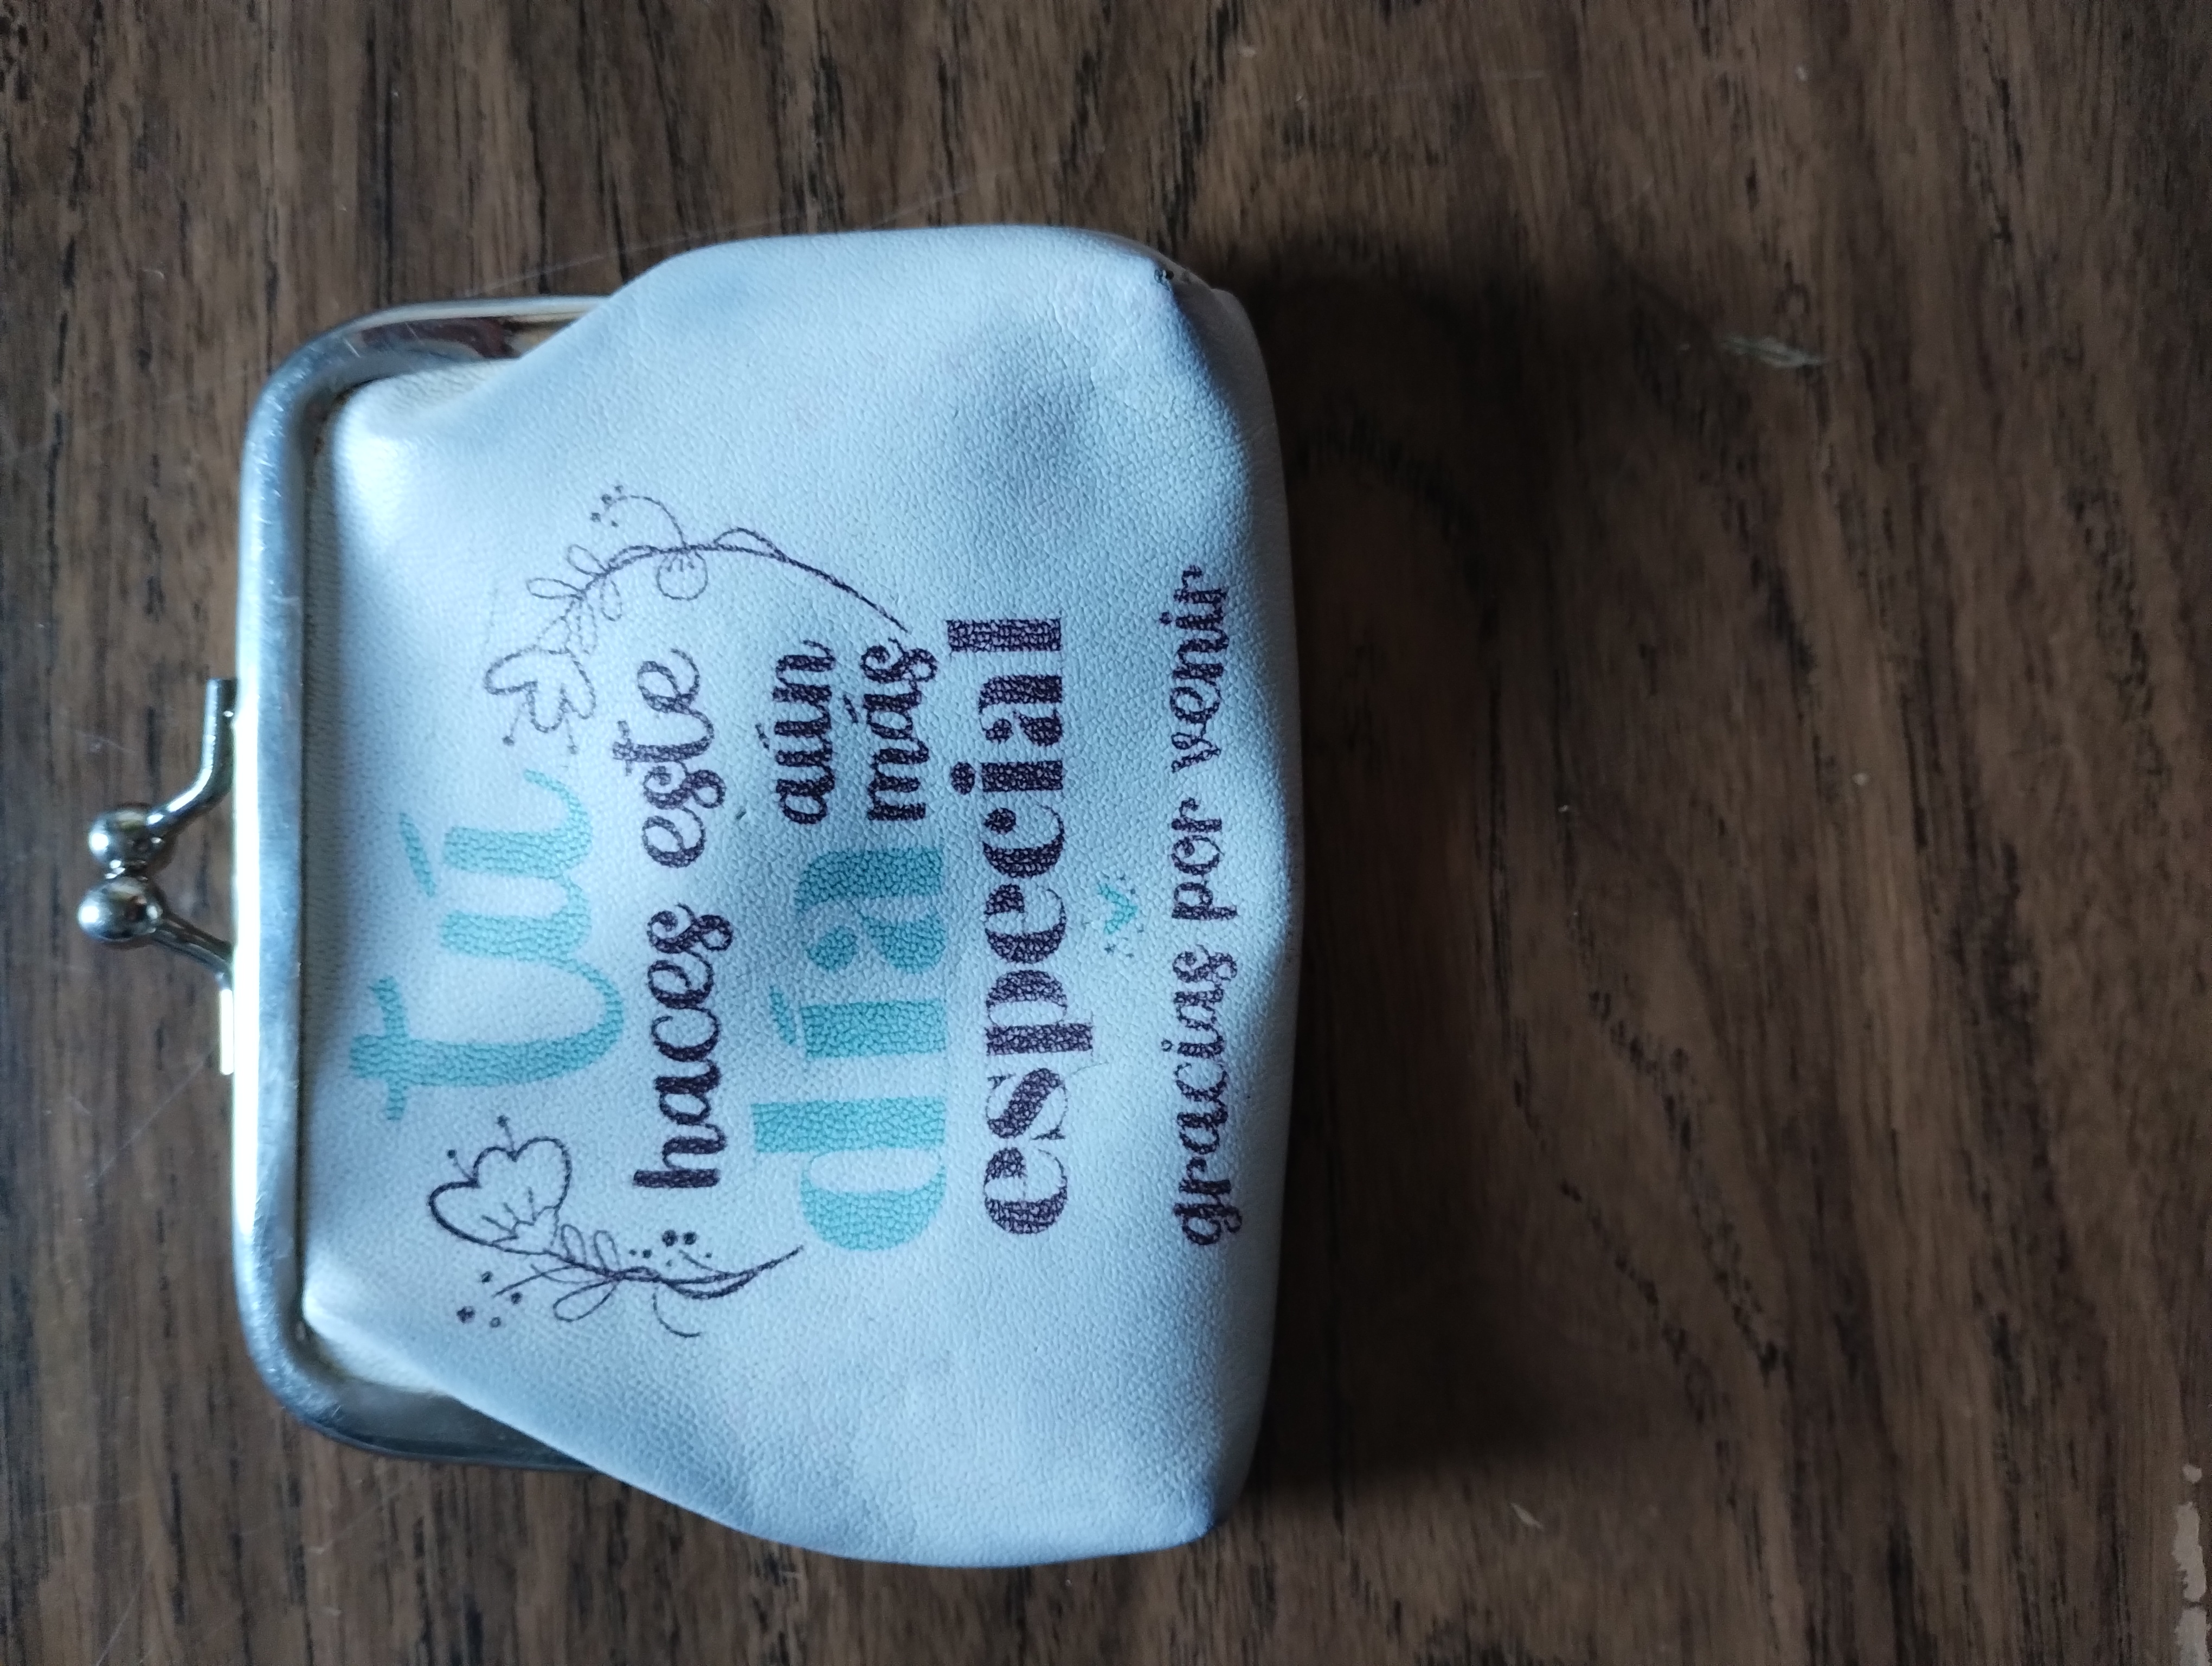 tú
haces este
día aún más
especial
gracias por venir